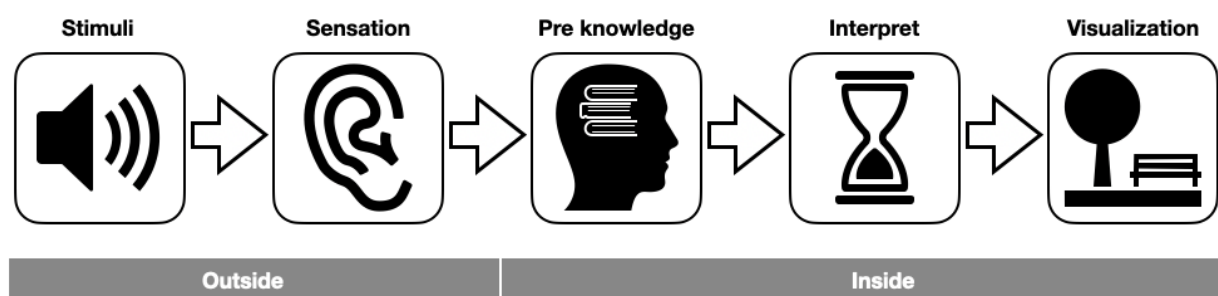 Stimuli
Sensation
Pre knowledge
Interpret
Visualization
Outside
Inside